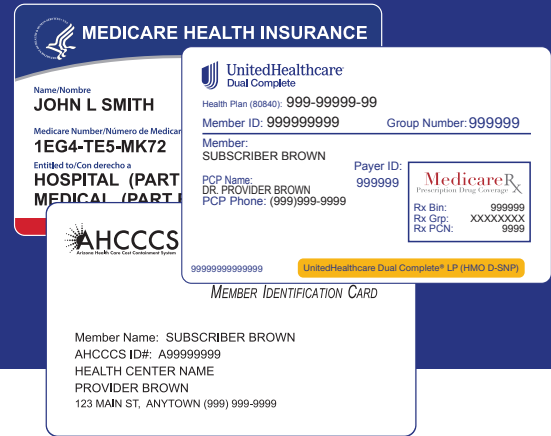 MEDICARE HEALTH INSURANCE
Name/Nombre
JOHN L SMITH
Medicare Number/Número de Medicar
1EG4-TE5-MK72
Entitled to/Con derecho a
HOSPITAL (PART
MEDICAL (PART
UnitedHealthcare
Dual Complete
Health Plan (80840): 999-99999-99
Member ID: 999999999 Group Number: 999999
Member:
SUBSCRIBER BROWN
PCP Name:
DR. PROVIDER BROWN
PCP Phone: (999)999-9999
Payer ID:
999999
MedicareRx
Prescription Drug Coverage
Rx Bin: 999999
Rx Grp: XXXXXXXX
Rx PCN: 9999
99999999999999 UnitedHealthcare Dual Complete® LP (HMO D-SNP)
AHCCCS
Arizona Health Care Cost Containment System
MEMBER IDENTIFICATION CARD
Member Name: SUBSCRIBER BROWN
AHCCCS ID#: A99999999
HEALTH CENTER NAME
PROVIDER BROWN
123 MAIN ST, ANYTOWN (999) 999-9999